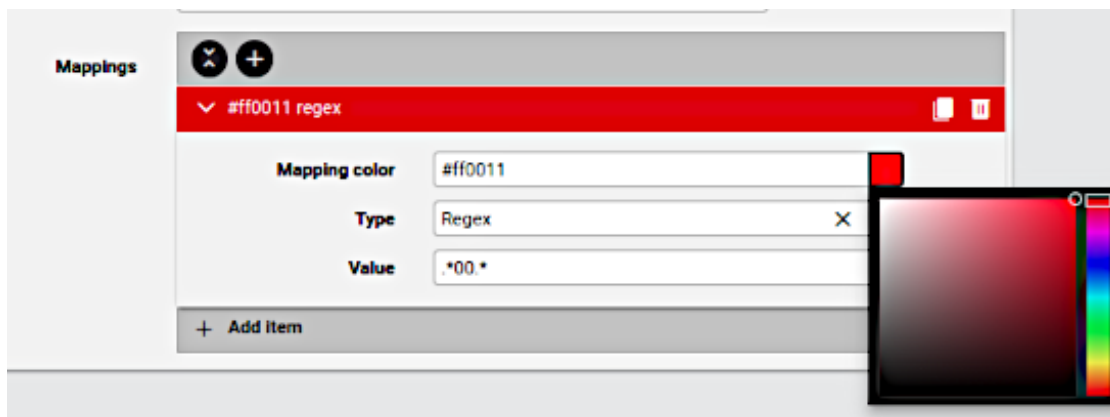 Mappings
#ff0011 regex
Mapping color
#ff0011
Type
Regex
Value
.*00.*
Add item